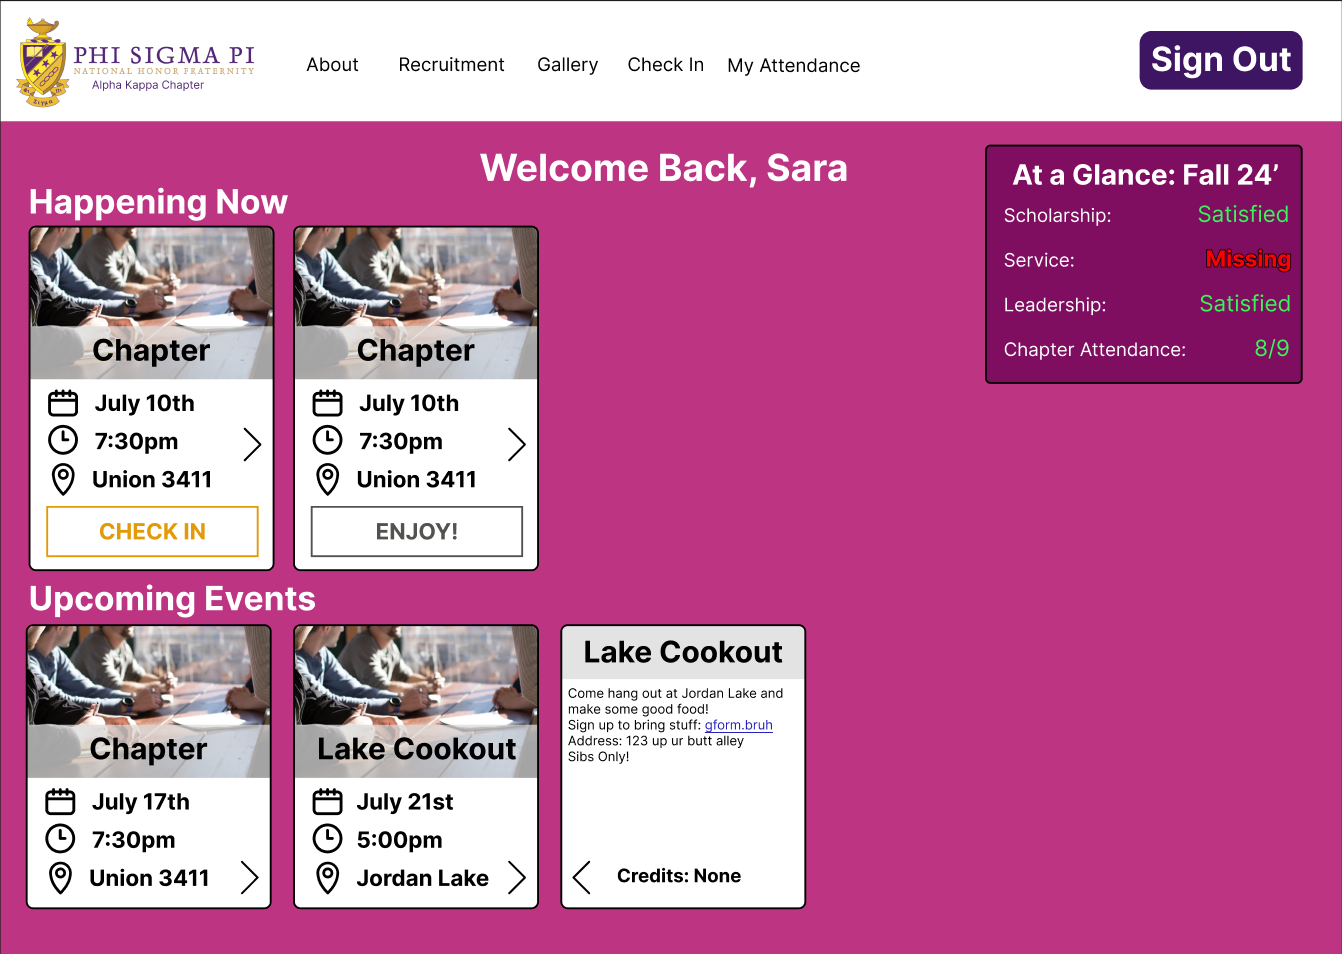 PHI SIGMA PI
NATIONAL HONOR FRATERNITY
Alpha Kappa Chapter
About
Recruitment
Gallery
Check In
My Attendance
Sign Out
Welcome Back, Sara
At a Glance: Fall 24’
Scholarship: Satisfied
Service: Missing
Leadership: Satisfied
Chapter Attendance: 8/9
Happening Now
Chapter
July 10th
7:30pm
Union 3411
CHECK IN
Chapter
July 10th
7:30pm
Union 3411
ENJOY!
Upcoming Events
Chapter
July 17th
7:30pm
Union 3411
Lake Cookout
July 21st
5:00pm
Jordan Lake
Lake Cookout
Come hang out at Jordan Lake and
make some good food!
Sign up to bring stuff: gform.bruh
Address: 123 up ur butt alley
Sibs Only!
Credits: None